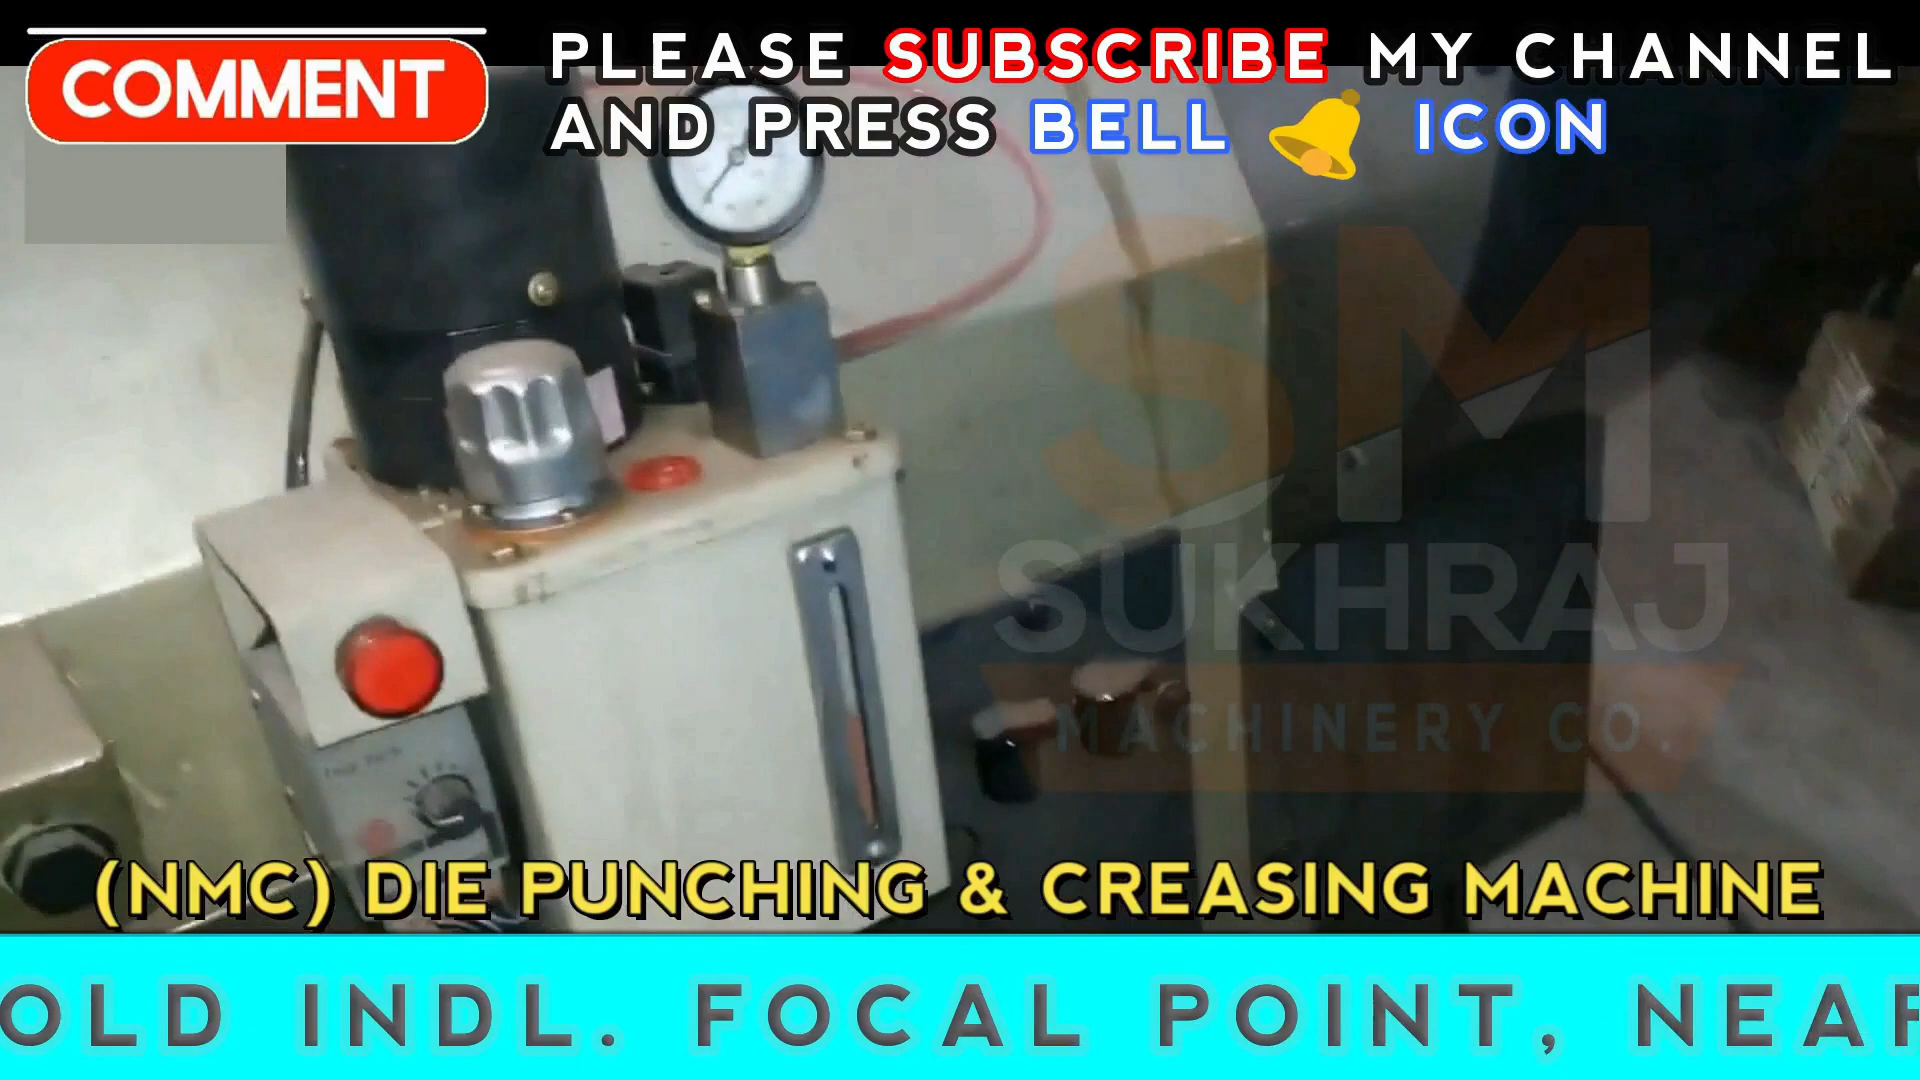 COMMENT
PLEASE SUBSCRIBE MY CHANNEL
AND PRESS BELL ICON
SM
SUKHRAJ
MACHINERY CO.
(NMC) DIE PUNCHING & CREASING MACHINE
OLD INDL. FOCAL POINT, NEAR